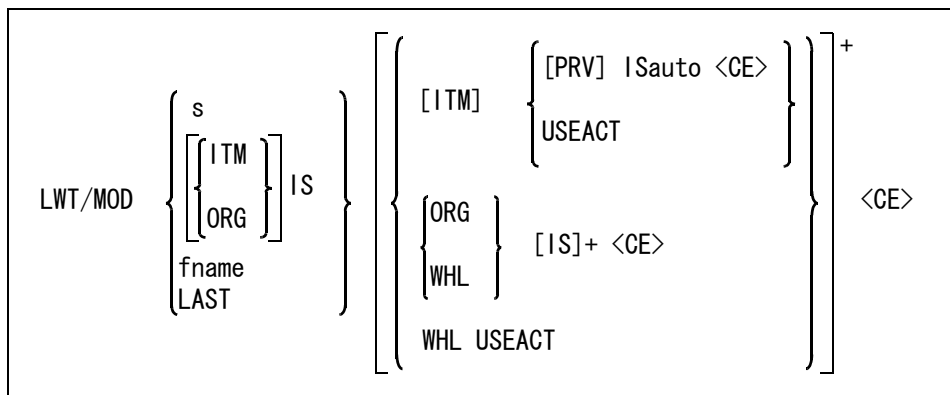 +
[PRV] ISauto <CE>
[ITM]
s
USEACT
ITM
IS
LWT/MOD
ORG
<CE>
ORG
[IS]+ <CE>
fname
WHL
LAST
WHL USEACT